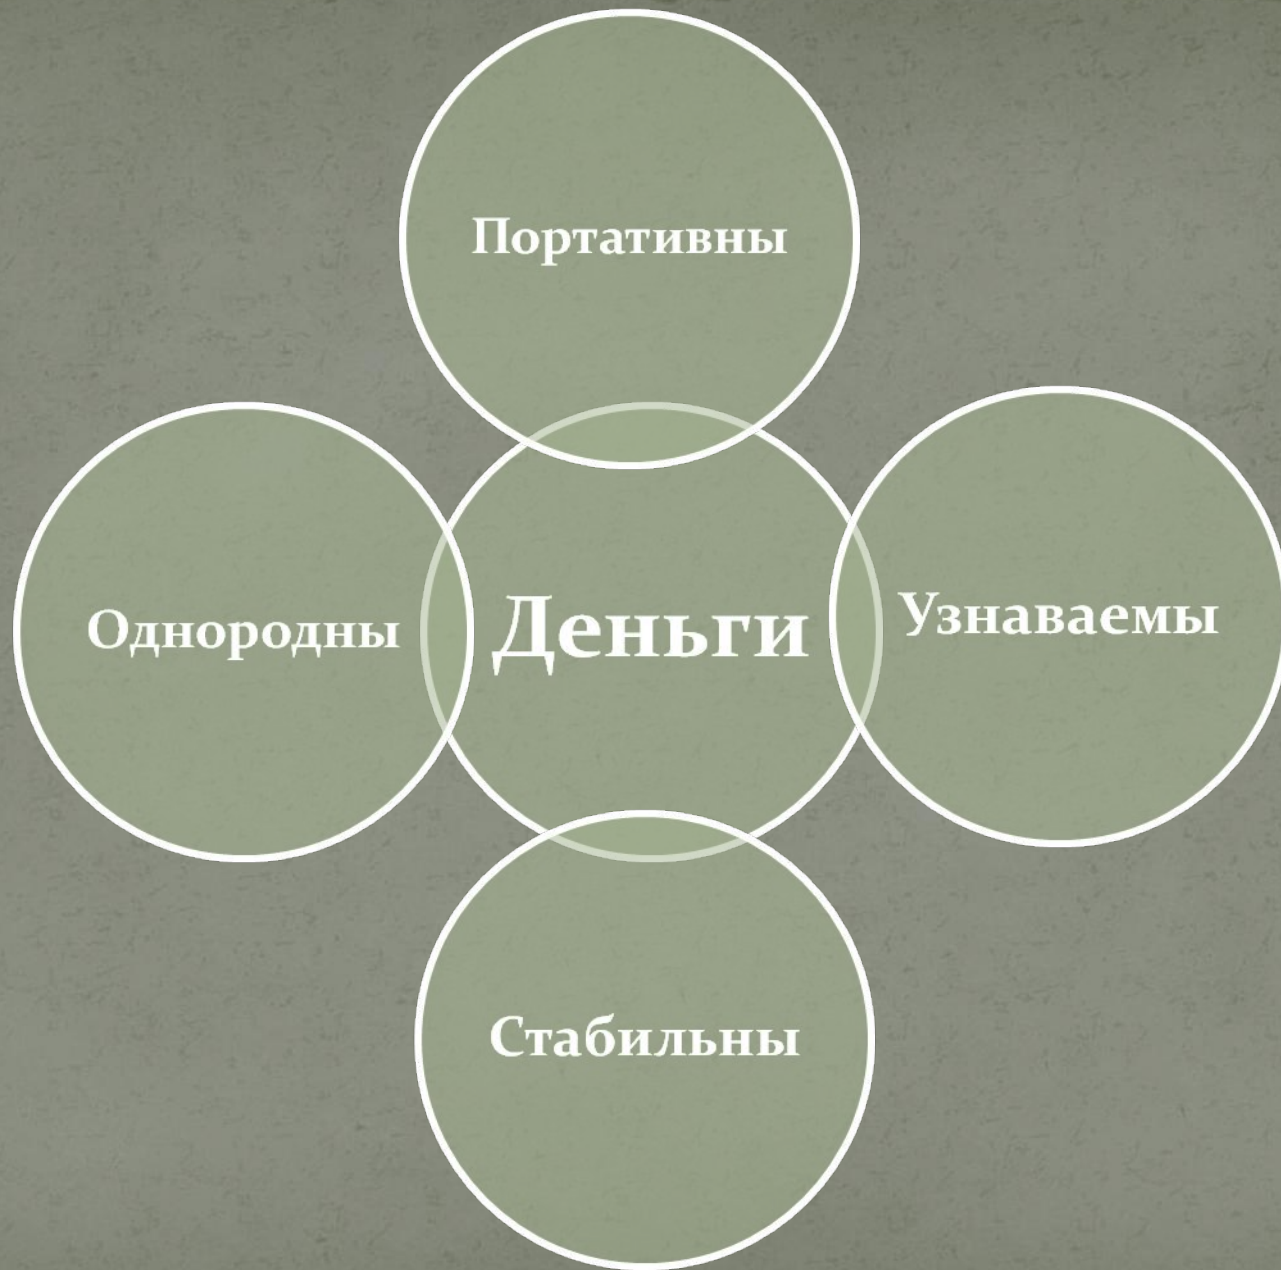 Портативны
Однородны
Деньги
Узнаваемы
Стабильны